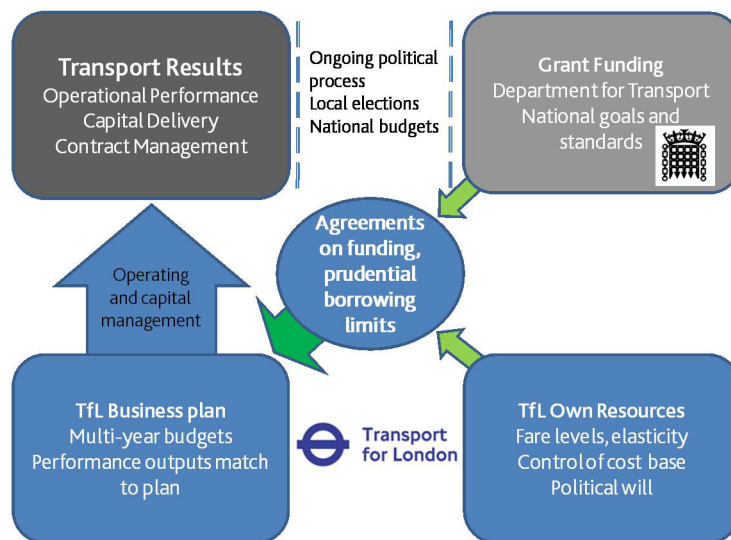 Transport Results
Operational Performance
Capital Delivery
Contract Management
Ongoing political
process
Local elections
National budgets
Grant Funding
Department for Transport
National goals and
standards
Agreements
on funding,
prudential
borrowing
limits
Operating
and capital
management
TfL Business plan
Multi-year budgets
Performance outputs match
to plan
Transport
for London
TfL Own Resources
Fare levels, elasticity
Control of cost base
Political will